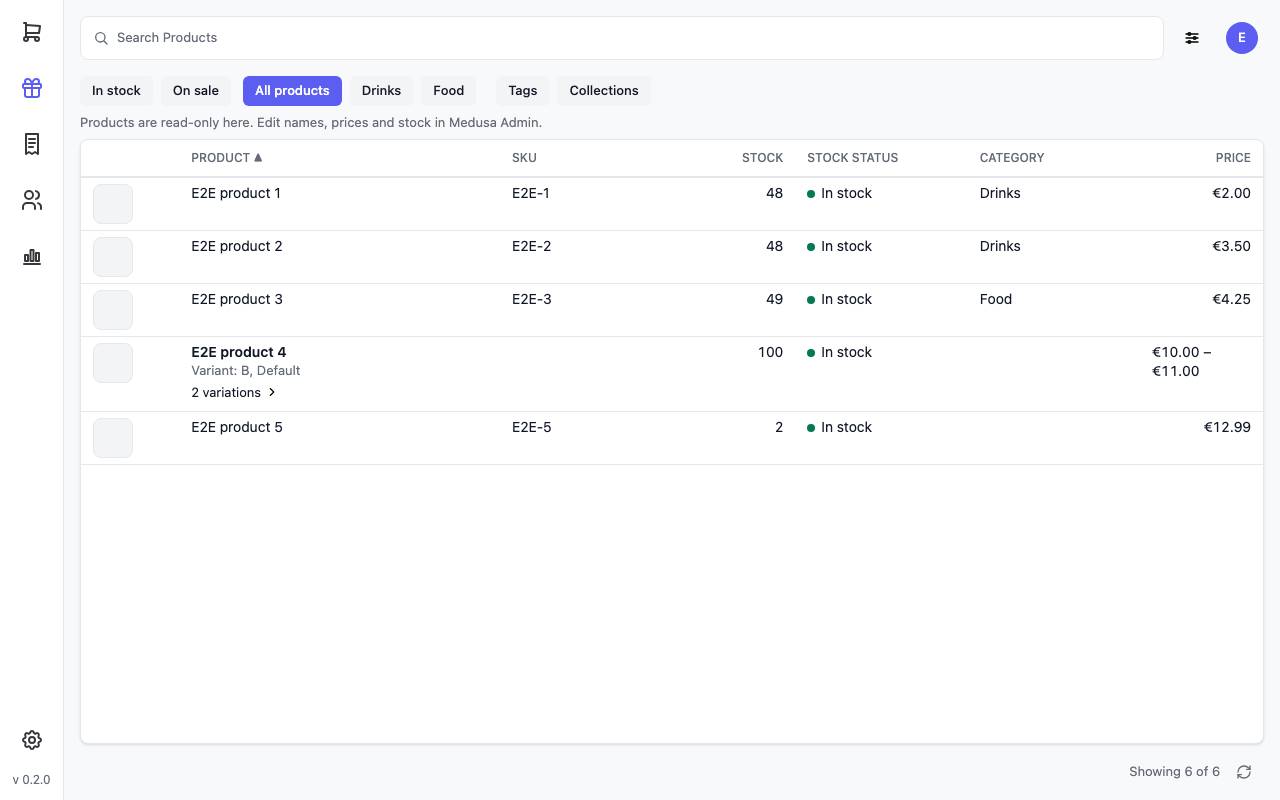 Search Products
E
In stock
On sale
All products
Drinks
Food
Tags
Collections
Products are read-only here. Edit names, prices and stock in Medusa Admin.
PRODUCT ▲ SKU STOCK STOCK STATUS CATEGORY PRICE
E2E product 1 E2E-1 48 In stock Drinks €2.00
E2E product 2 E2E-2 48 In stock Drinks €3.50
E2E product 3 E2E-3 49 In stock Food €4.25
E2E product 4 100 In stock €10.00 –
€11.00
Variant: B, Default
2 variations
E2E product 5 E2E-5 2 In stock €12.99
v 0.2.0
Showing 6 of 6